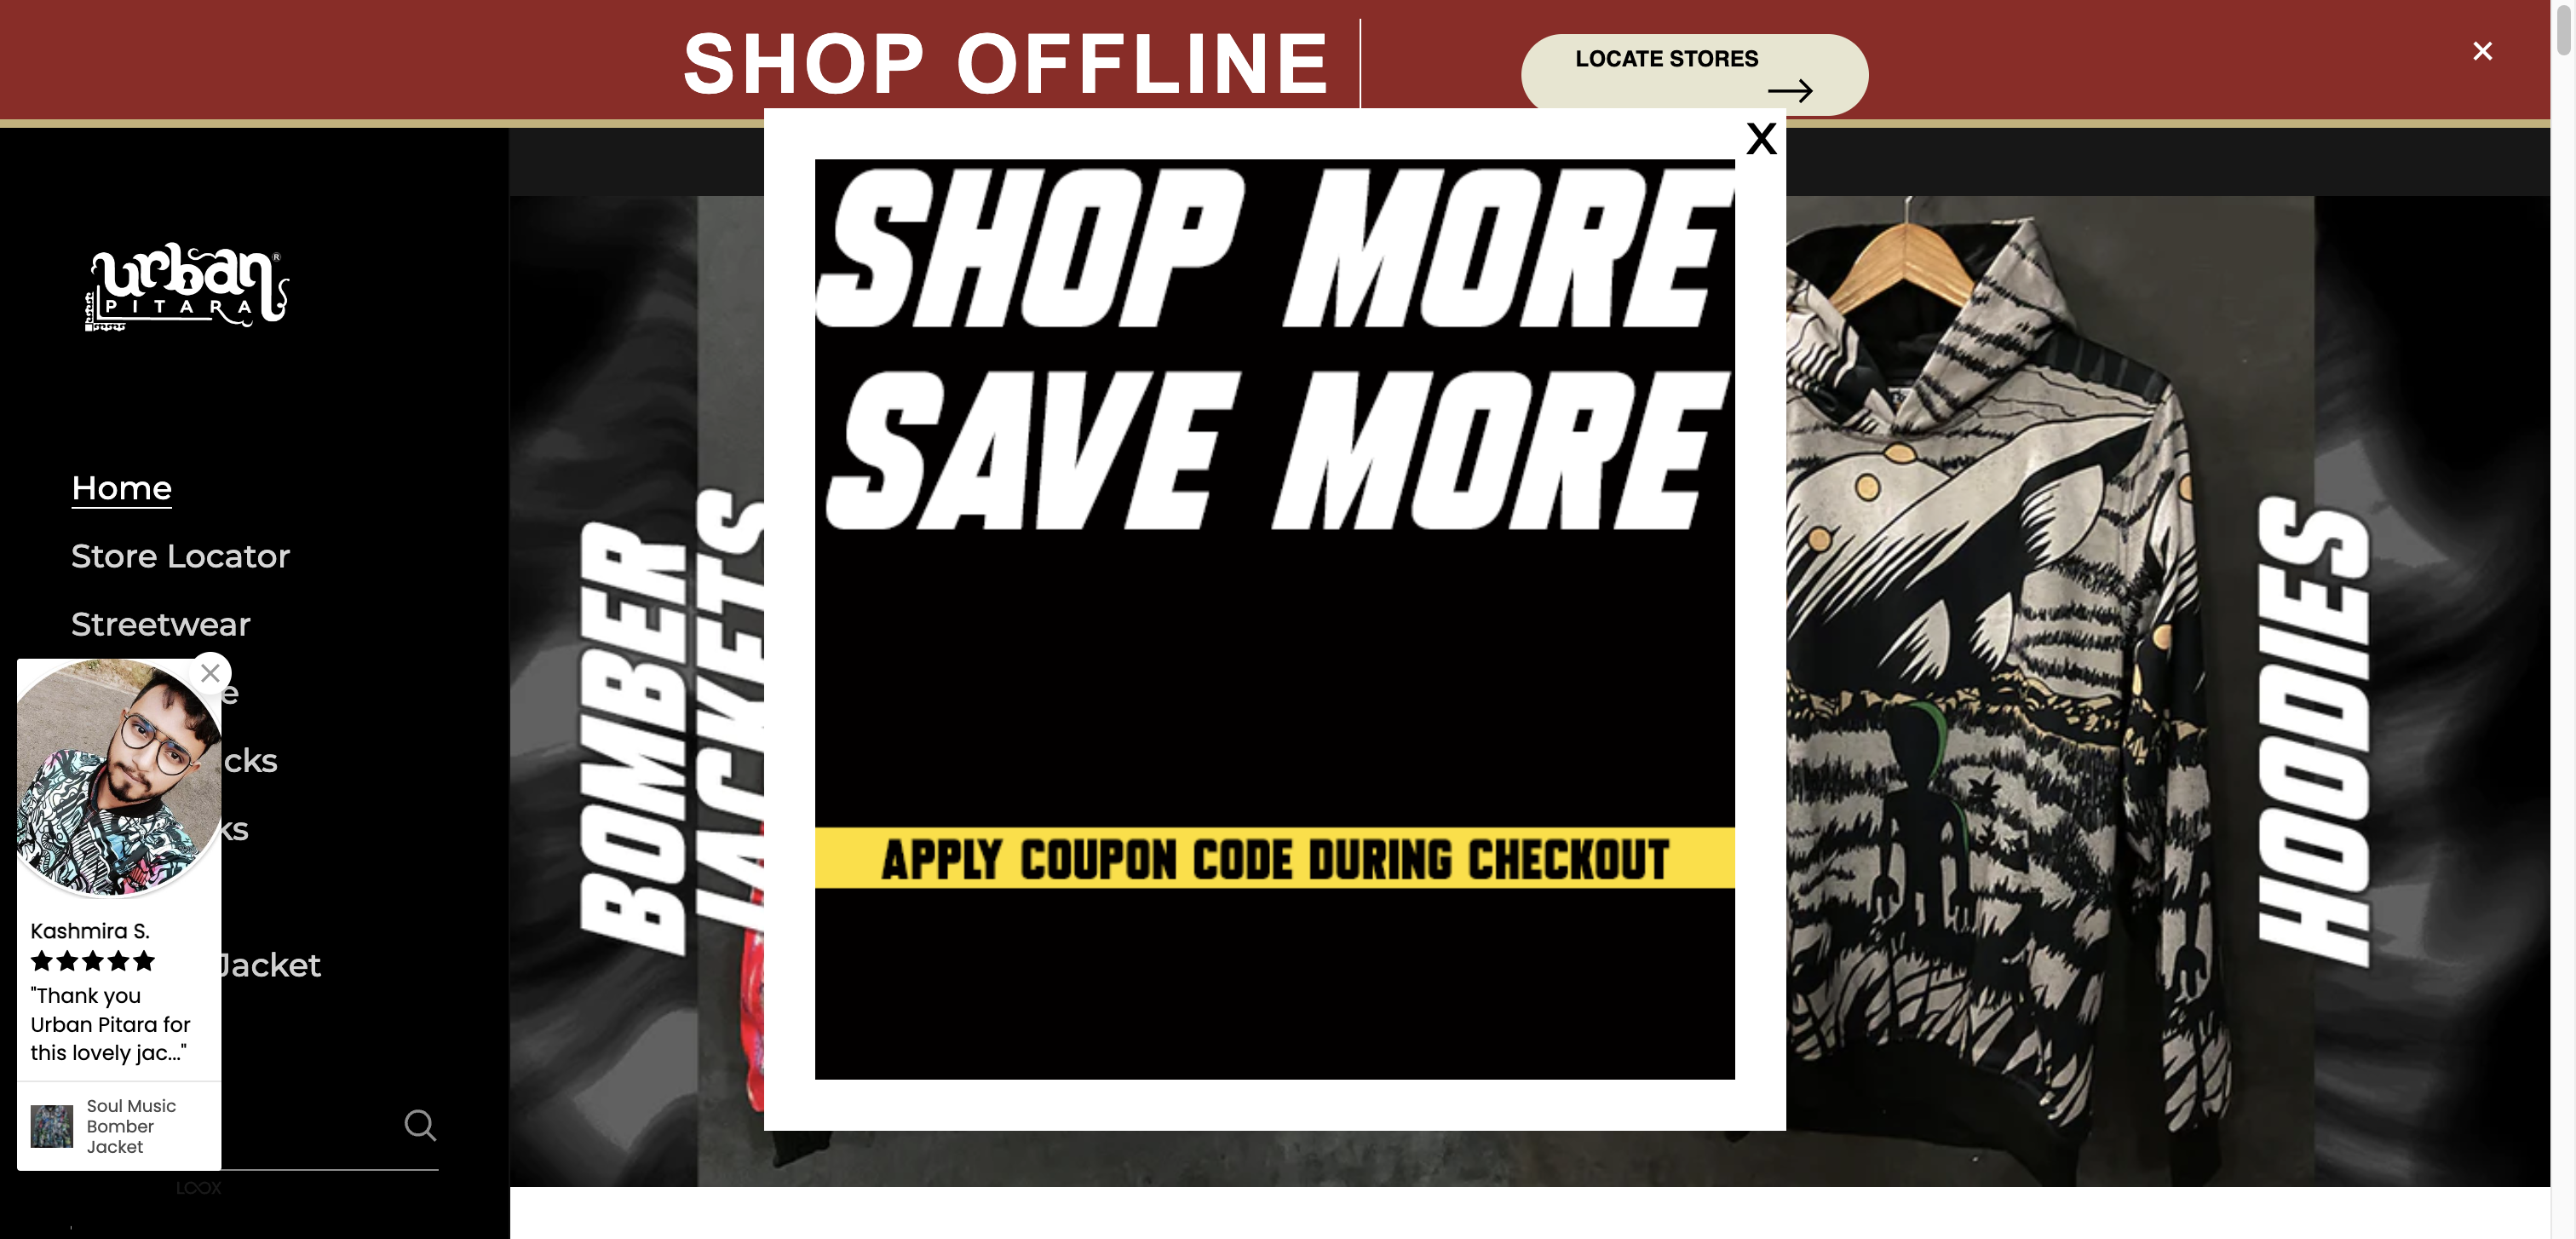 SHOP OFFLINE
LOCATE STORES
X
urban
PITARA
Home
Store Locator
Streetwear
e
cks
ks
Jacket
Kashmira S.
"Thank you
Urban Pitara for
this lovely jac..."
Soul Music
Bomber
Jacket
LOOX
BOMBER
JACKETS
SHOP MORE
SAVE MORE
APPLY COUPON CODE DURING CHECKOUT
HOODIES